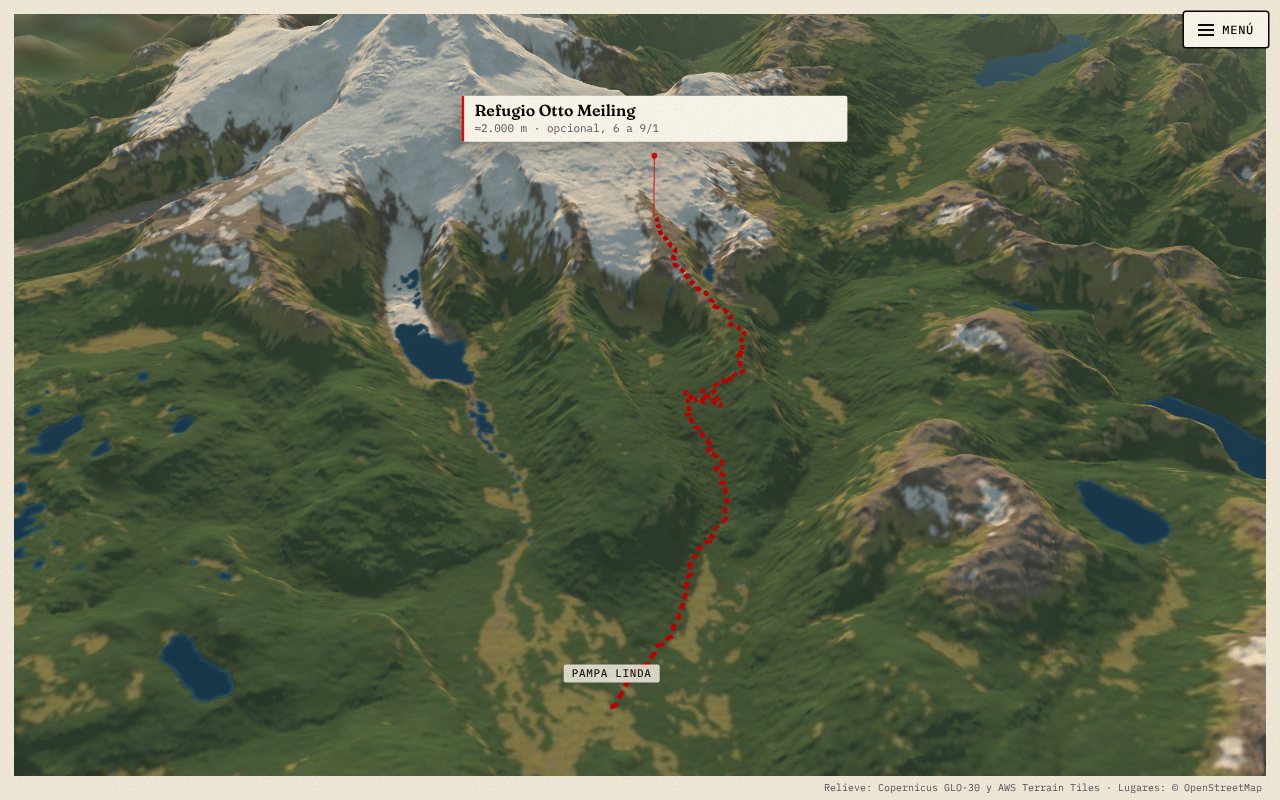 MENÚ
Refugio Otto Meiling
≈2.000 m · opcional, 6 a 9/1
PAMPA LINDA
Relieve: Copernicus GLO-30 y AWS Terrain Tiles · Lugares: © OpenStreetMap